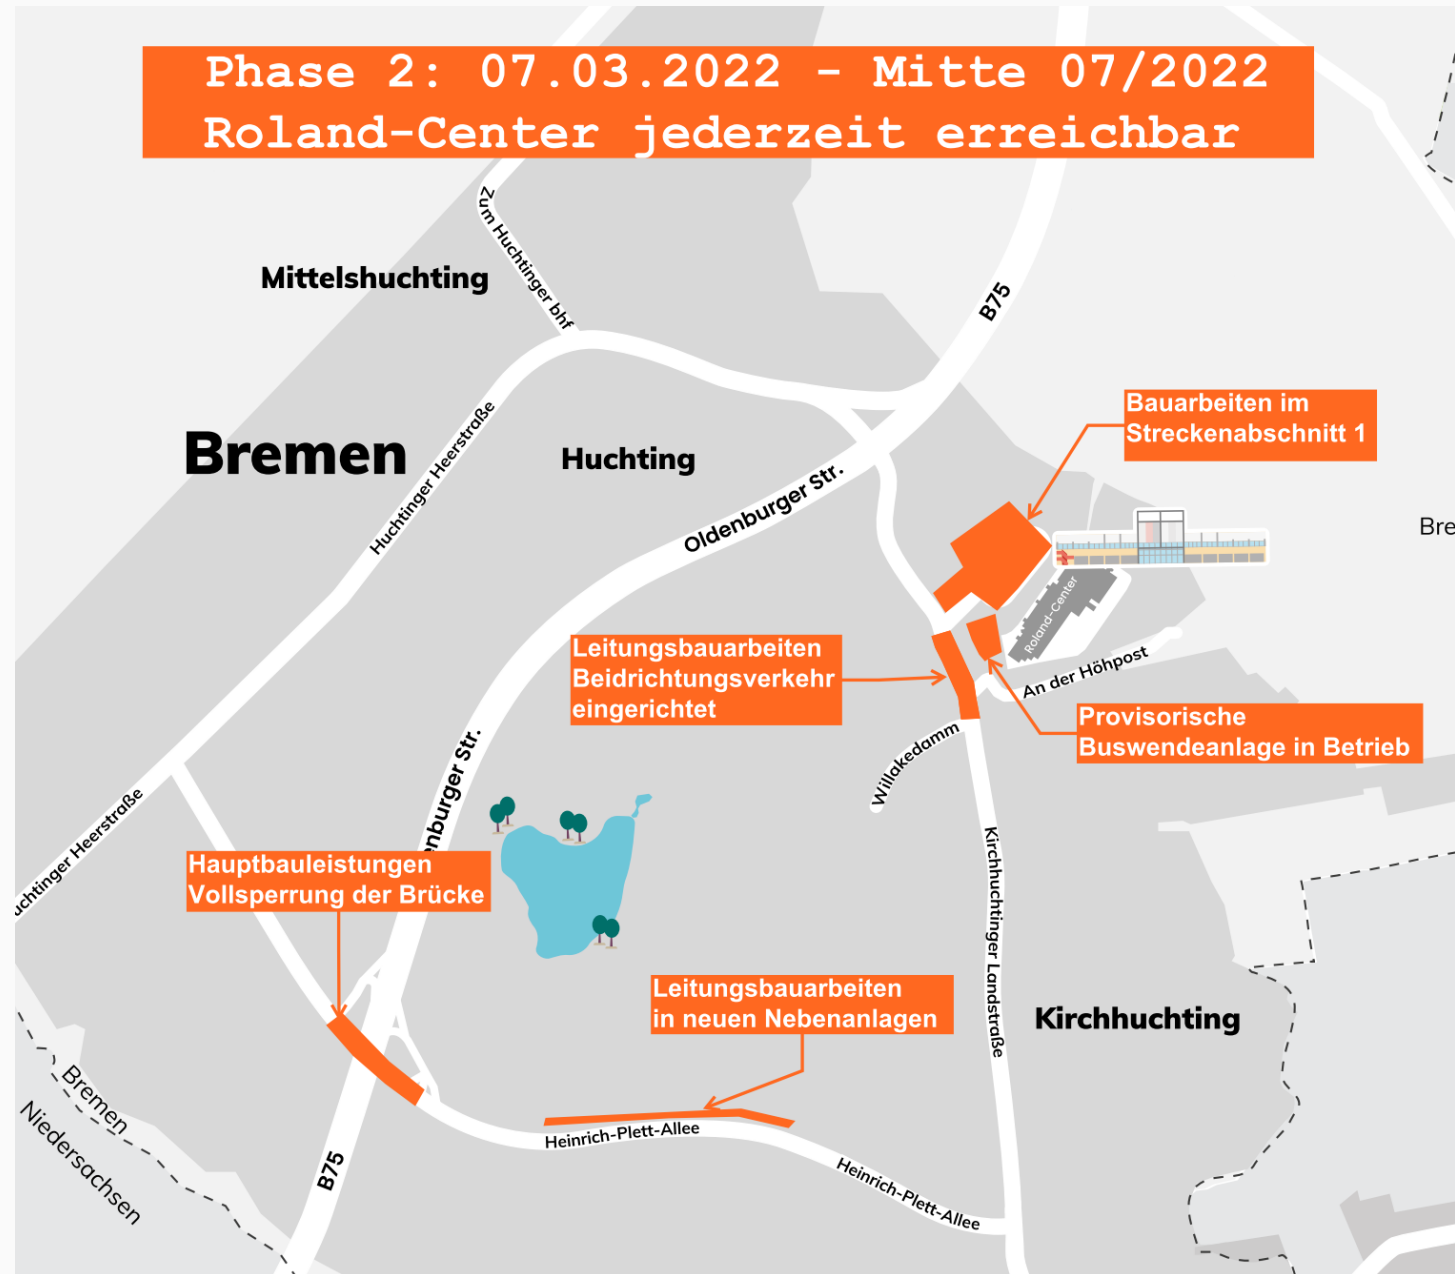 Phase 2: 07.03.2022 - Mitte 07/2022
Roland-Center jederzeit erreichbar
Zum Huchtinger bhf
Mittelshuchting
B75
Bauarbeiten im
Streckenabschnitt 1
Huchtinger Heerstraße
Bremen
Huchting
Oldenburger Str.
Bre
Roland-Center
Leitungsbauarbeiten
Beidrichtungsverkehr
eingerichtet
An der Höhpost
Provisorische
Buswendeanlage in Betrieb
Willakedamm
enburger Str.
uchtinger Heerstraße
Hauptbauleistungen
Vollsperrung der Brücke
Kirchhuchtinger Landstraße
Leitungsbauarbeiten
in neuen Nebenanlagen
Kirchhuchting
Bremen
Niedersachsen
Heinrich-Plett-Allee
B75
Heinrich-Plett-Allee